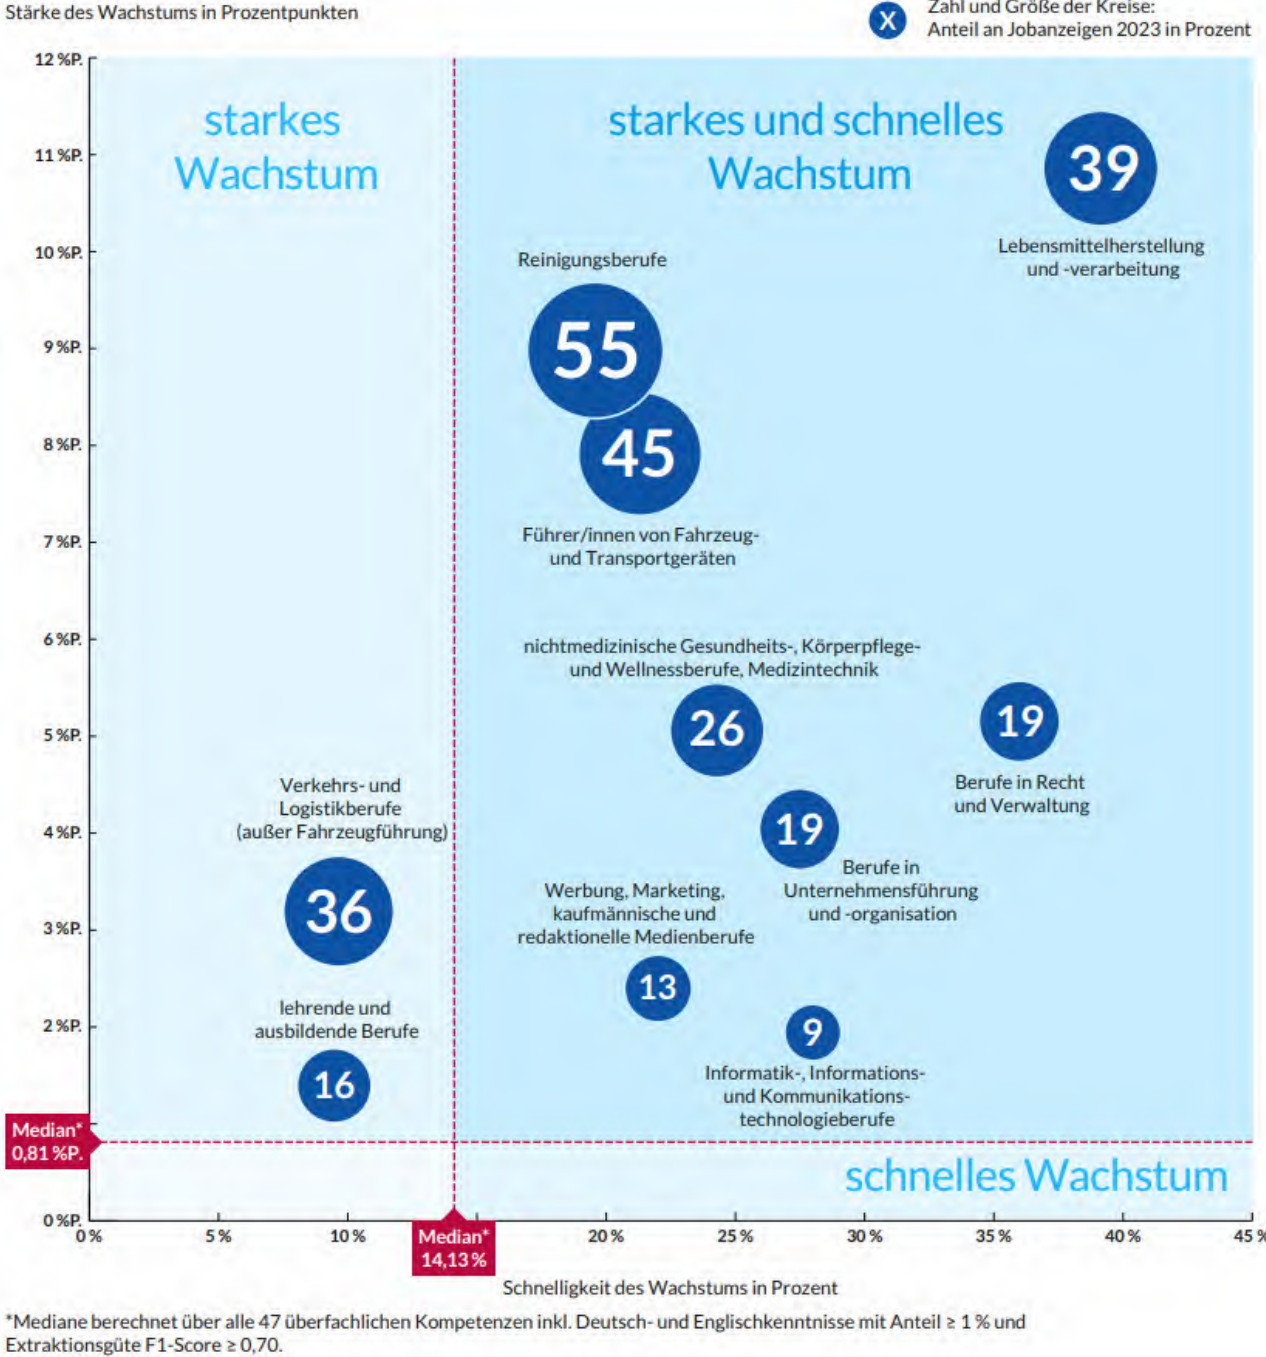 Stärke des Wachstums in Prozentpunkten
X
Zahl und Größe der Kreise:
Anteil an Jobanzeigen 2023 in Prozent
12 %P.
11 %P.
10 %P.
9 %P.
8 %P.
7 %P.
6 %P.
5 %P.
4 %P.
3 %P.
2 %P.
Median*
0,81 %P.
0 %P.
starkes
Wachstum
starkes und schnelles
Wachstum
39
Lebensmittelherstellung
und -verarbeitung
Reinigungsberufe
55
45
Führer/innen von Fahrzeug-
und Transportgeräten
nichtmedizinische Gesundheits-, Körperpflege-
und Wellnessberufe, Medizintechnik
26
19
Berufe in Recht
und Verwaltung
Verkehrs- und
Logistikberufe
(außer Fahrzeugführung)
36
19
Berufe in
Unternehmensführung
und -organisation
Werbung, Marketing,
kaufmännische und
redaktionelle Medienberufe
13
lehrende und
ausbildende Berufe
16
9
Informatik-, Informations-
und Kommunikations-
technologieberufe
schnelles Wachstum
0 %
5 %
10 %
Median*
14,13 %
20 %
25 %
30 %
35 %
40 %
45 %
Schnelligkeit des Wachstums in Prozent
*Mediane berechnet über alle 47 überfachlichen Kompetenzen inkl. Deutsch- und Englischkenntnisse mit Anteil ≥ 1 % und
Extraktionsgüte F1-Score ≥ 0,70.